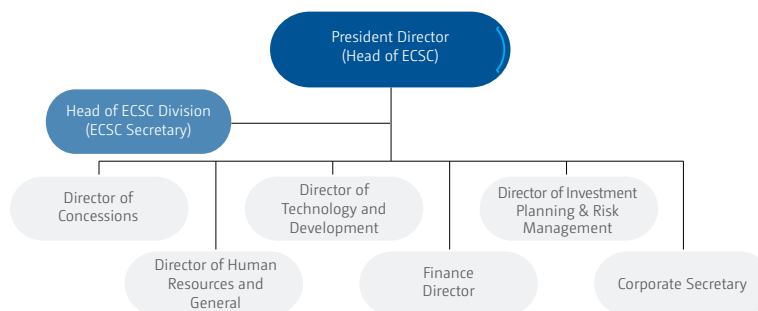 President Director
(Head of ECSC)
Head of ECSC Division
(ECSC Secretary)
Director of
Concessions
Director of
Technology and
Development
Director of Investment
Planning & Risk
Management
Director of Human
Resources and
General
Finance
Director
Corporate Secretary